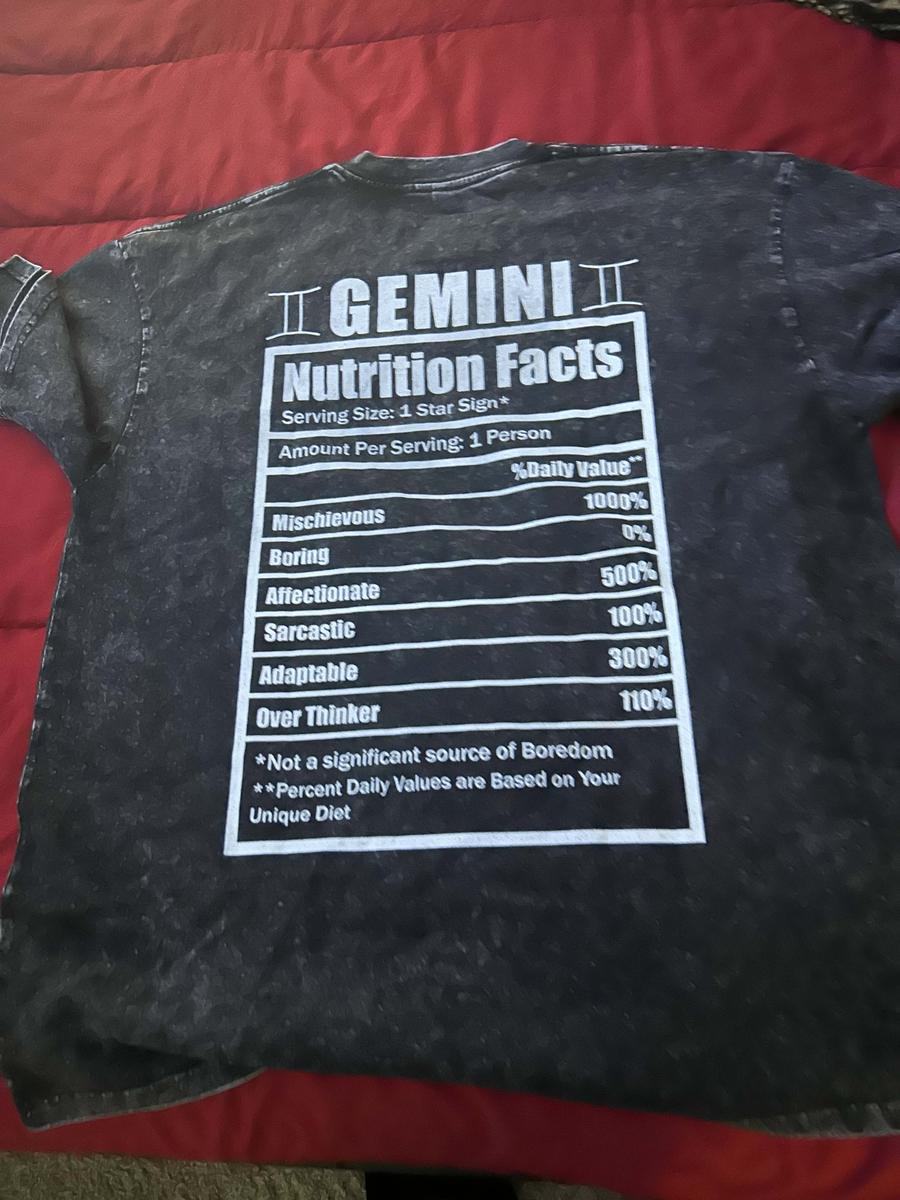 GEMINI
Nutrition Facts
Serving Size: 1 Star Sign*
Amount Per Serving: 1 Person
%Daily Value**
Mischievous 1000%
Boring 0%
Affectionate 500%
Sarcastic 100%
Adaptable 300%
Over Thinker 110%
*Not a significant source of Boredom
**Percent Daily Values are Based on Your
Unique Diet